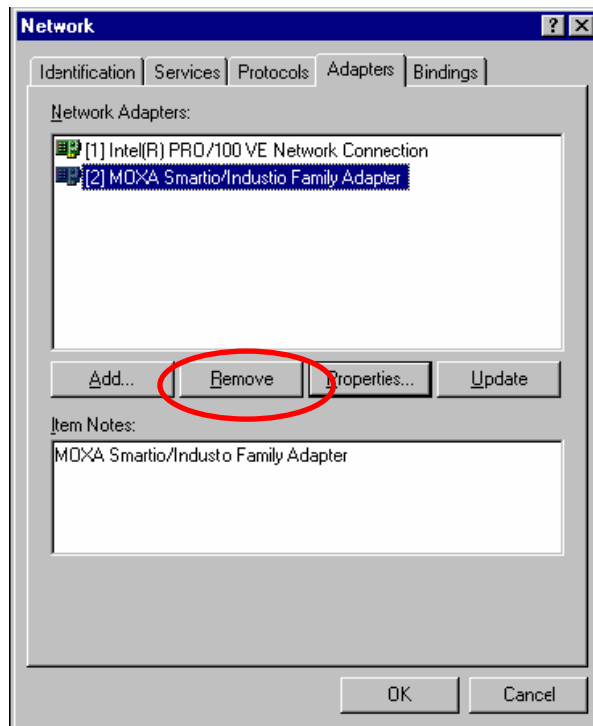 Network
Identification Services Protocols Adapters Bindings
Network Adapters:
[1] Intel(R) PRO/100 VE Network Connection
[2] MOXA Smartio/Industio Family Adapter
Add... Remove Properties... Update
Item Notes:
MOXA Smartio/Industo Family Adapter
OK Cancel